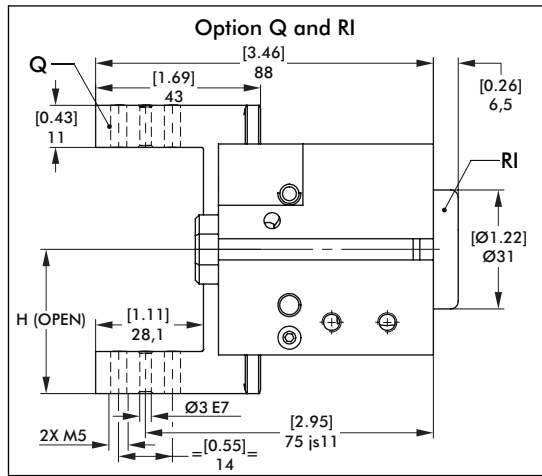 Option Q and RI
[3.46]
88
Q
[1.69]
43
[0.26]
6,5
[0.43]
11
RI
[Ø1.22]
Ø31
H (OPEN)
[1.11]
28,1
Ø3 E7
[2.95]
75 js11
2X M5
=[0.55]=
14